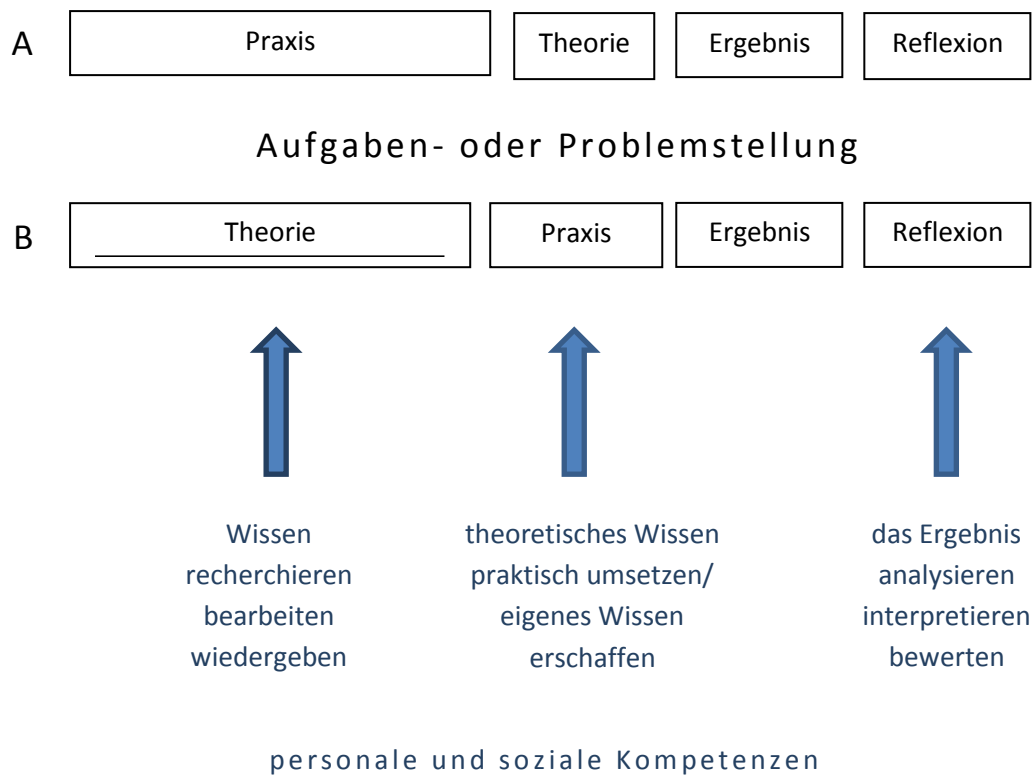 A Praxis Theorie Ergebnis Reflexion
Aufgaben- oder Problemstellung
B Theorie Praxis Ergebnis Reflexion
Wissen
recherchieren
bearbeiten
wiedergeben
theoretisches Wissen
praktisch umsetzen/
eigenes Wissen
erschaffen
das Ergebnis
analysieren
interpretieren
bewerten
personale und soziale Kompetenzen